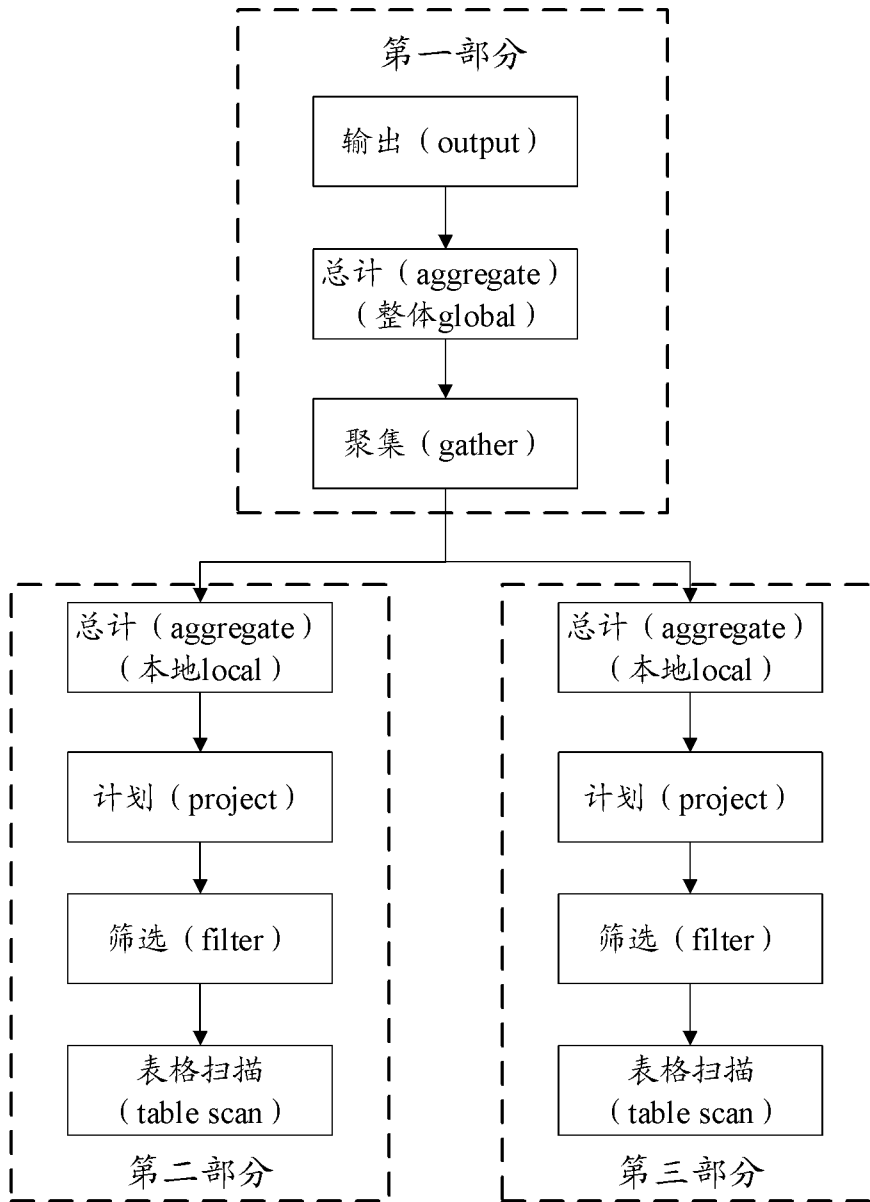 第一部分
输出（output）
总计（aggregate）
（整体global）
聚集（gather）
总计（aggregate）
（本地local）
计划（project）
筛选（filter）
表格扫描
（table scan）
第二部分
总计（aggregate）
（本地local）
计划（project）
筛选（filter）
表格扫描
（table scan）
第三部分